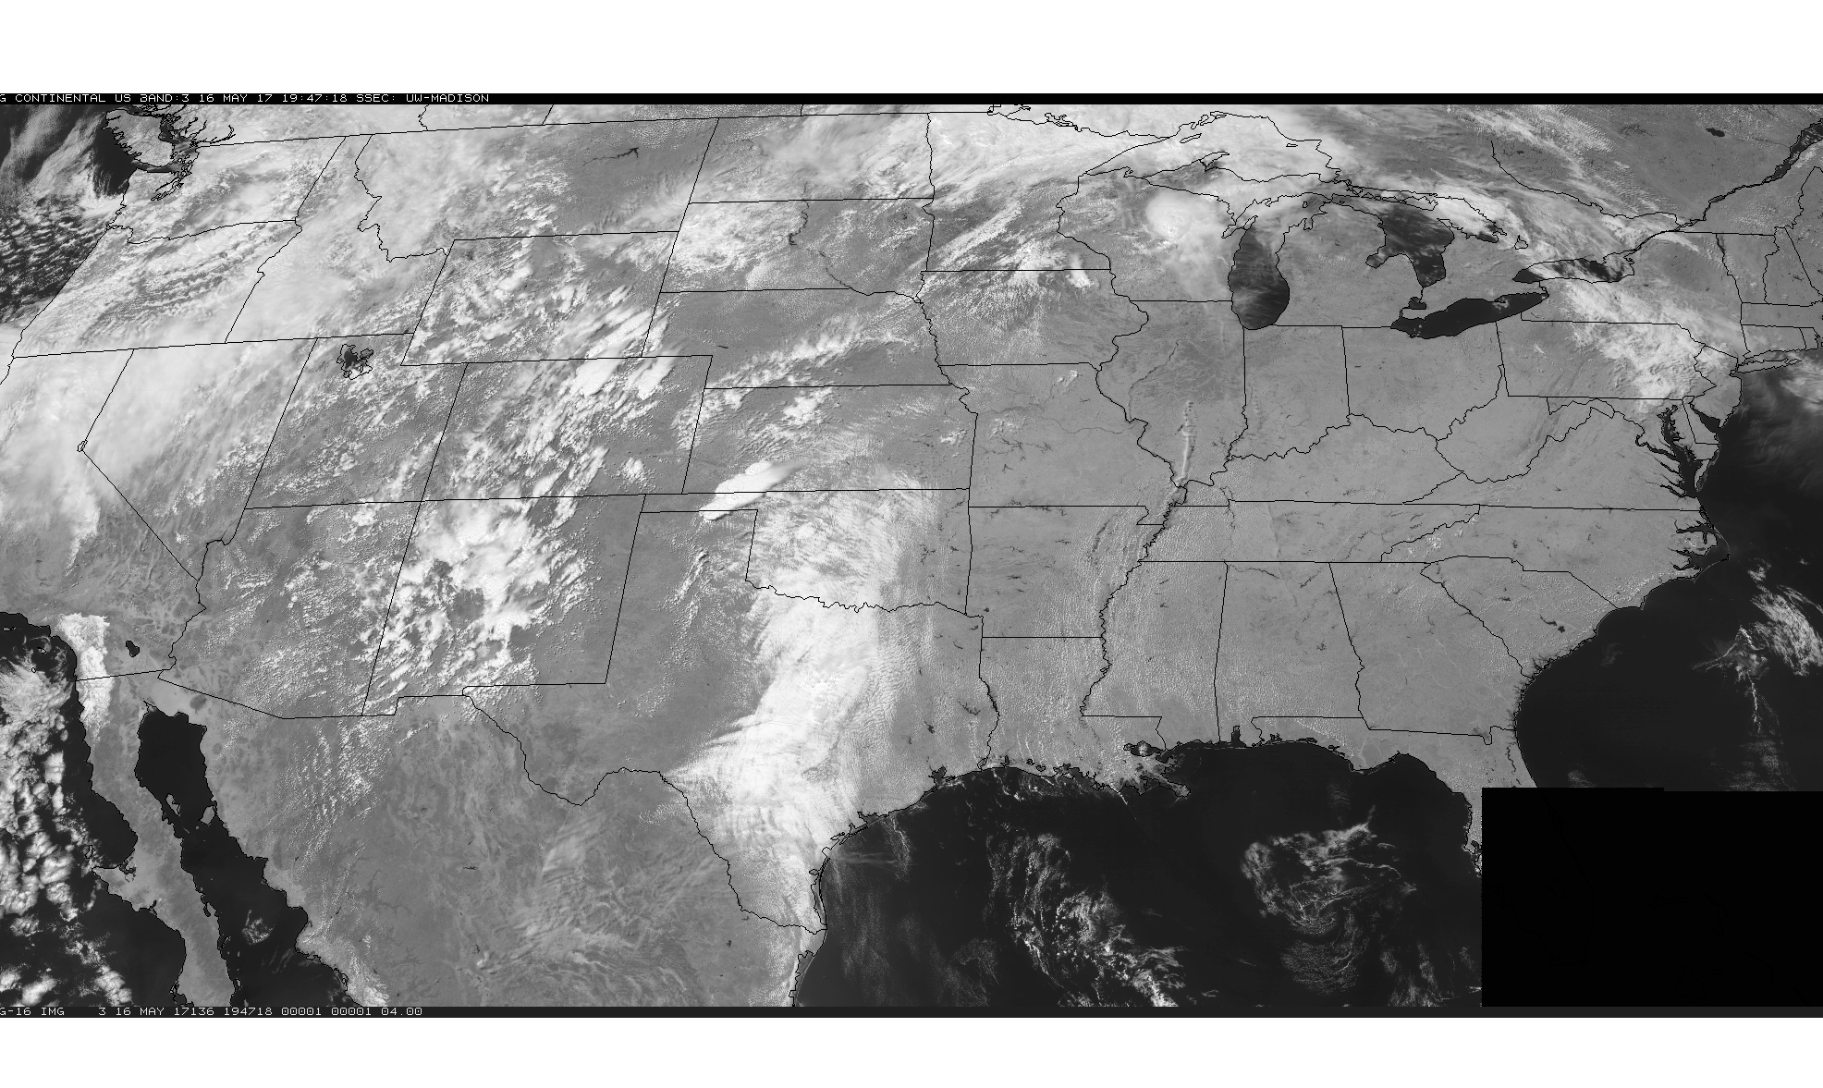 G CONTINENTAL US BAND:3 16 MAY 17 19:47:18 SSEC: UW-MADISON
G-16 IMG 3 16 MAY 17136 194718 00001 00001 04.00